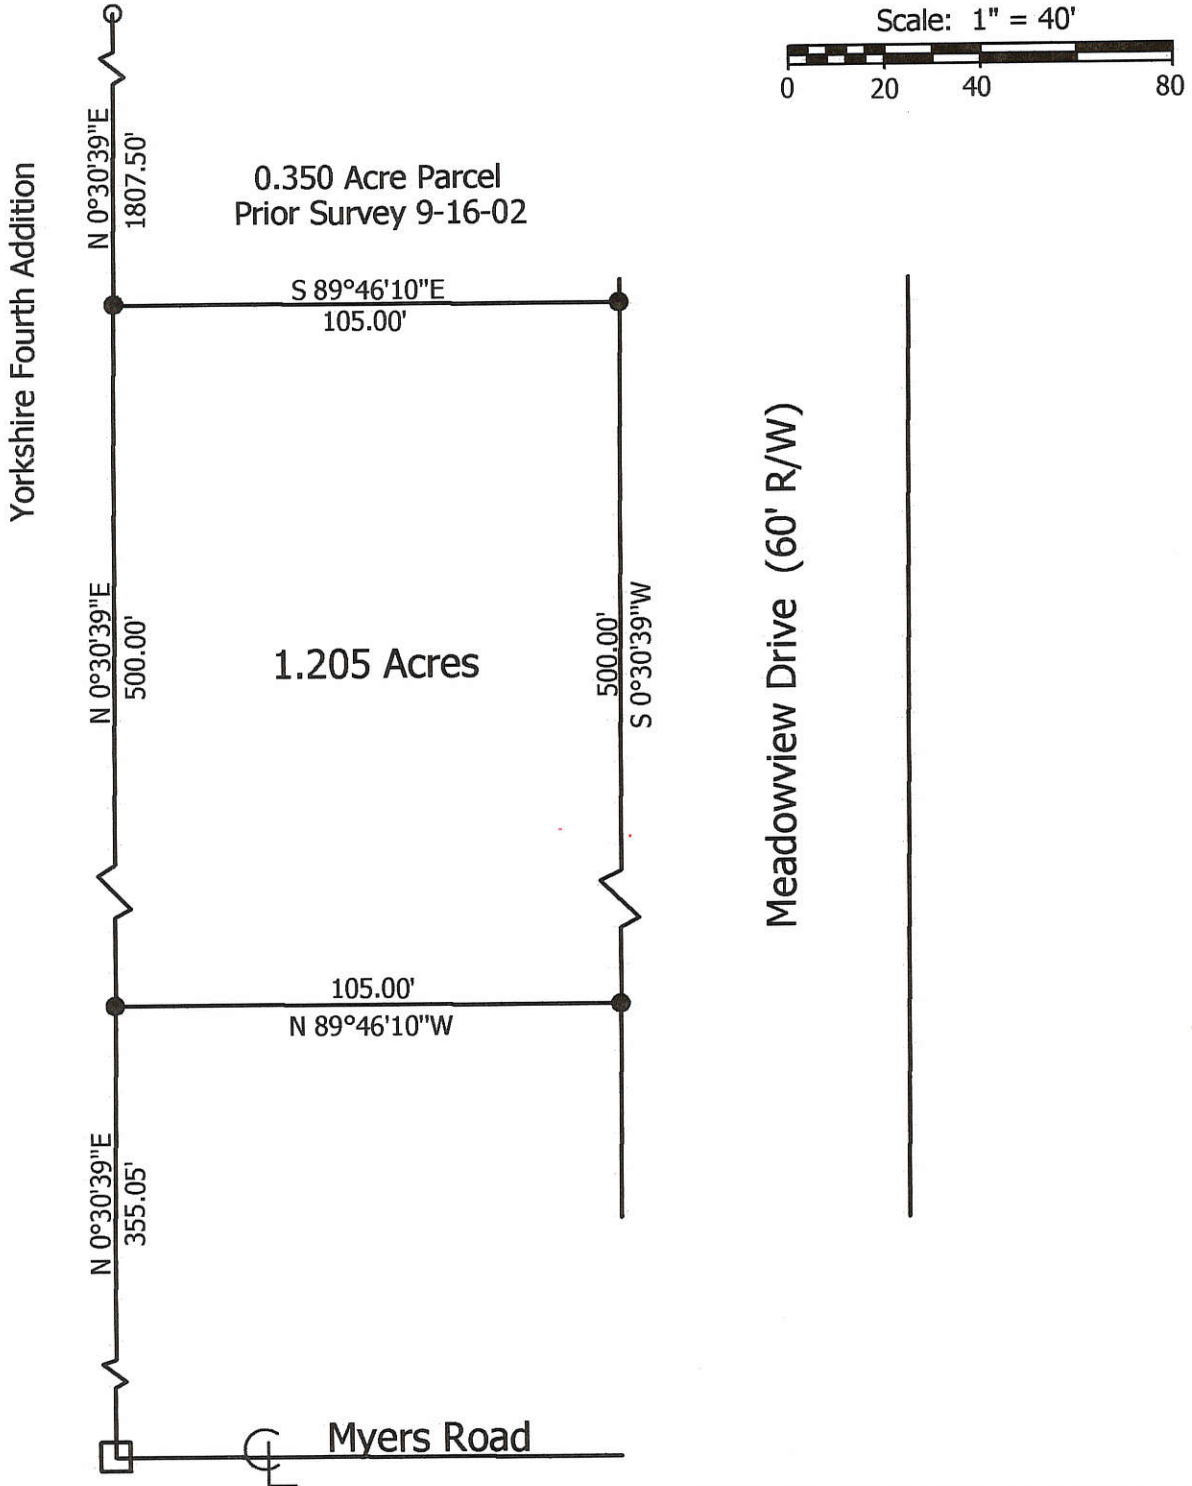 Scale: 1" = 40'
0 20 40 80
N 0°30'39"E
1807.50'
Yorkshire Fourth Addition
0.350 Acre Parcel
Prior Survey 9-16-02
S 89°46'10"E
105.00'
N 0°30'39"E
500.00'
1.205 Acres
500.00'
S 0°30'39"W
Meadowview Drive (60' R/W)
105.00'
N 89°46'10"W
N 0°30'39"E
355.05'
Myers Road